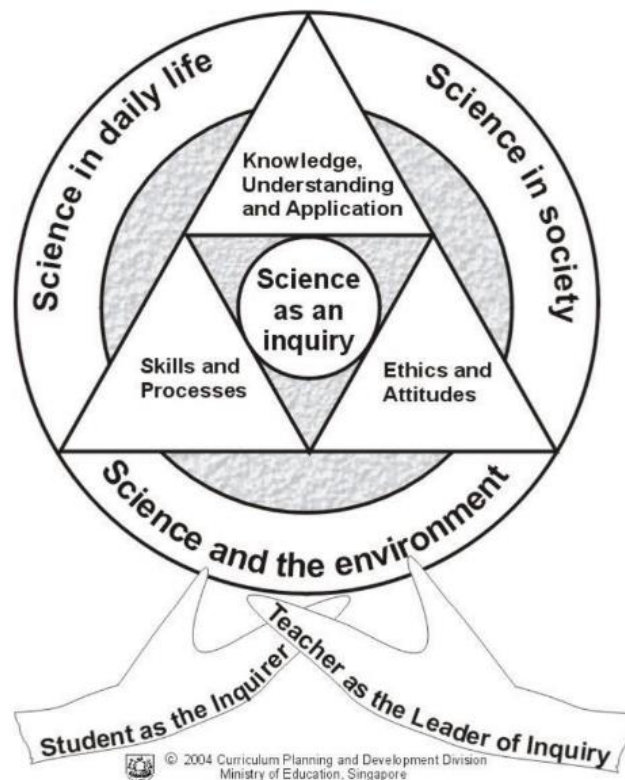 Science in daily life
Science in society
Knowledge,
Understanding
and Application
Science
as an
inquiry
Skills and
Processes
Ethics and
Attitudes
Science and the environment
Student as the Inquirer
Teacher as the Leader of Inquiry
© 2004 Curriculum Planning and Development Division
Ministry of Education, Singapore